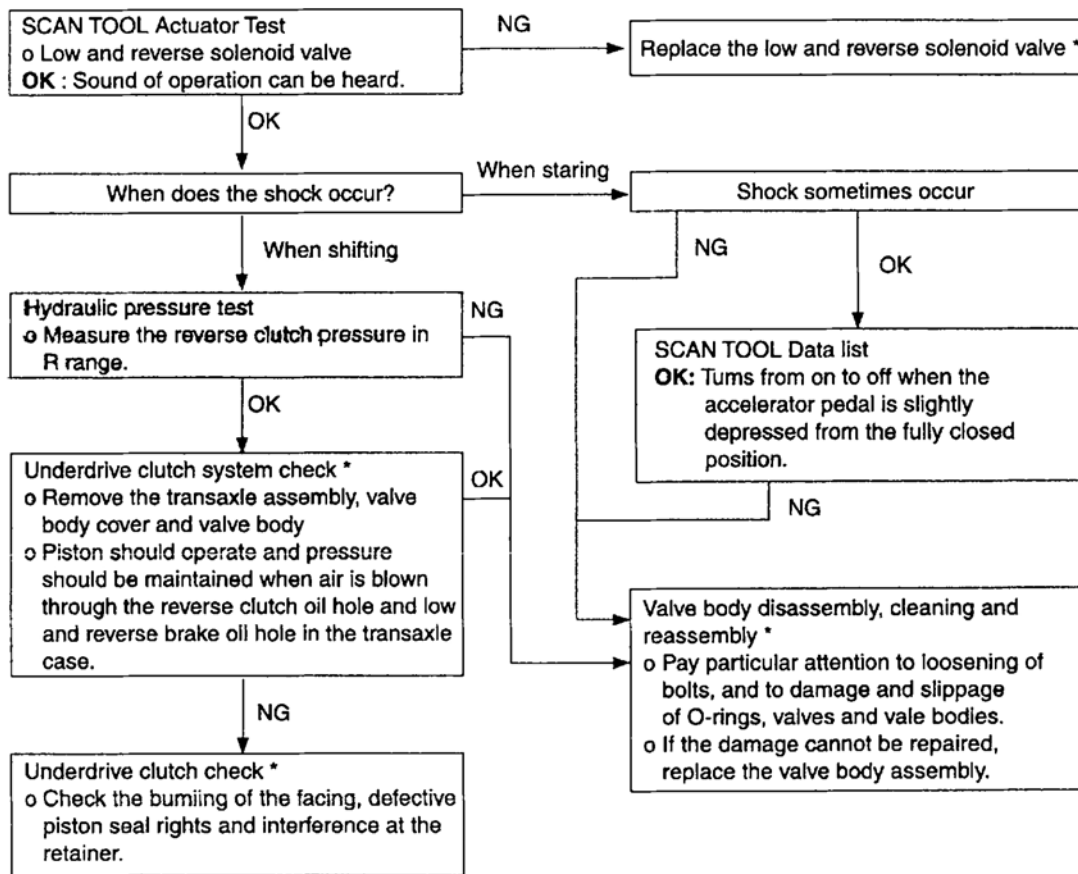 SCAN TOOL Actuator Test
o Low and reverse solenoid valve
OK : Sound of operation can be heard.
NG
Replace the low and reverse solenoid valve *
OK
When does the shock occur?
When staring
Shock sometimes occur
When shifting
NG
OK
Hydraulic pressure test
o Measure the reverse clutch pressure in
R range.
NG
SCAN TOOL Data list
OK: Turns from on to off when the
accelerator pedal is slightly
depressed from the fully closed
position.
OK
Underdrive clutch system check *
o Remove the transaxle assembly, valve
body cover and valve body
o Piston should operate and pressure
should be maintained when air is blown
through the reverse clutch oil hole and low
and reverse brake oil hole in the transaxle
case.
OK
NG
Valve body disassembly, cleaning and
reassembly *
o Pay particular attention to loosening of
bolts, and to damage and slippage
of O-rings, valves and vale bodies.
o If the damage cannot be repaired,
replace the valve body assembly.
NG
Underdrive clutch check *
o Check the bumiing of the facing, defective
piston seal rights and interference at the
retainer.